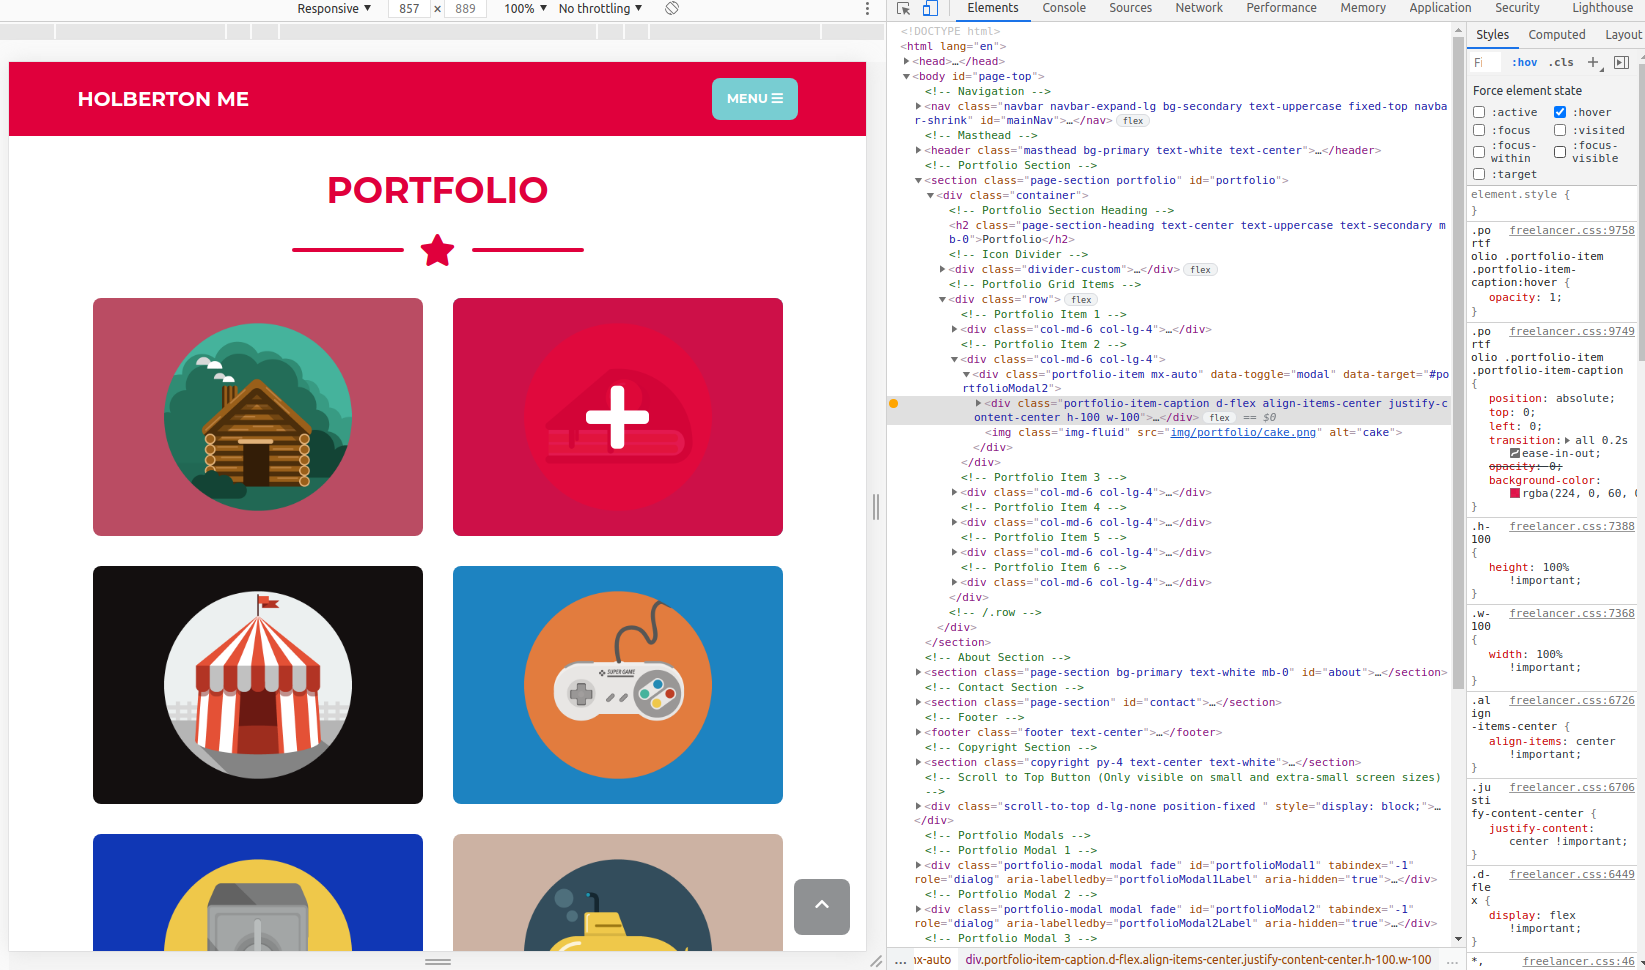 Responsive ▼ 857 × 889 100% ▼ No throttling ▼
HOLBERTON ME
MENU
PORTFOLIO
SUPER GAME
Elements Console Sources Network Performance Memory Application Security Lighthouse
<!DOCTYPE html>
<html lang="en">
▶<head>…</head>
▼<body id="page-top">
<!-- Navigation -->
▶<nav class="navbar navbar-expand-lg bg-secondary text-uppercase fixed-top navba
r-shrink" id="mainNav">…</nav> flex
<!-- Masthead -->
▶<header class="masthead bg-primary text-white text-center">…</header>
<!-- Portfolio Section -->
▼<section class="page-section portfolio" id="portfolio">
▼<div class="container">
<!-- Portfolio Section Heading -->
<h2 class="page-section-heading text-center text-uppercase text-secondary m
b-0">Portfolio</h2>
<!-- Icon Divider -->
▶<div class="divider-custom">…</div> flex
<!-- Portfolio Grid Items -->
▼<div class="row"> flex
<!-- Portfolio Item 1 -->
▶<div class="col-md-6 col-lg-4">…</div>
<!-- Portfolio Item 2 -->
▼<div class="col-md-6 col-lg-4">
▼<div class="portfolio-item mx-auto" data-toggle="modal" data-target="#po
rtfolioModal2">
▶<div class="portfolio-item-caption d-flex align-items-center justify-c
ontent-center h-100 w-100">…</div> flex == $0
<img class="img-fluid" src="img/portfolio/cake.png" alt="cake">
</div>
</div>
<!-- Portfolio Item 3 -->
▶<div class="col-md-6 col-lg-4">…</div>
<!-- Portfolio Item 4 -->
▶<div class="col-md-6 col-lg-4">…</div>
<!-- Portfolio Item 5 -->
▶<div class="col-md-6 col-lg-4">…</div>
<!-- Portfolio Item 6 -->
▶<div class="col-md-6 col-lg-4">…</div>
</div>
<!-- /.row -->
</div>
</section>
<!-- About Section -->
▶<section class="page-section bg-primary text-white mb-0" id="about">…</section>
<!-- Contact Section -->
▶<section class="page-section" id="contact">…</section>
<!-- Footer -->
▶<footer class="footer text-center">…</footer>
<!-- Copyright Section -->
▶<section class="copyright py-4 text-center text-white">…</section>
<!-- Scroll to Top Button (Only visible on small and extra-small screen sizes)
-->
▶<div class="scroll-to-top d-lg-none position-fixed " style="display: block;">…
</div>
<!-- Portfolio Modals -->
<!-- Portfolio Modal 1 -->
▶<div class="portfolio-modal modal fade" id="portfolioModal1" tabindex="-1"
role="dialog" aria-labelledby="portfolioModal1Label" aria-hidden="true">…</div>
<!-- Portfolio Modal 2 -->
▶<div class="portfolio-modal modal fade" id="portfolioModal2" tabindex="-1"
role="dialog" aria-labelledby="portfolioModal2Label" aria-hidden="true">…</div>
<!-- Portfolio Modal 3 -->
… div.portfolio-item-caption.d-flex.align-items-center.justify-content-center.h-100.w-100 …
Styles Computed Layout
:hov .cls +
Force element state
:active :hover
:focus :visited
:focus-within :focus-visible
:target
element.style {
}
freelancer.css:9758
.po
rtf
olio .portfolio-item
.portfolio-item-
caption:hover {
opacity: 1;
}
freelancer.css:9749
.po
rtf
olio .portfolio-item
.portfolio-item-caption
{
position: absolute;
top: 0;
left: 0;
transition: ▶ all 0.2s
ease-in-out;
opacity: 0;
background-color:
rgba(224, 0, 60,
}
.h- freelancer.css:7388
100
{
height: 100%
!important;
}
.w- freelancer.css:7368
100
{
width: 100%
!important;
}
.al freelancer.css:6726
ign
-items-center {
align-items: center
!important;
}
.ju freelancer.css:6706
sti
fy-content-center {
justify-content:
center !important;
}
.d- freelancer.css:6449
fle
x {
display: flex
!important;
}
*, freelancer.css:46